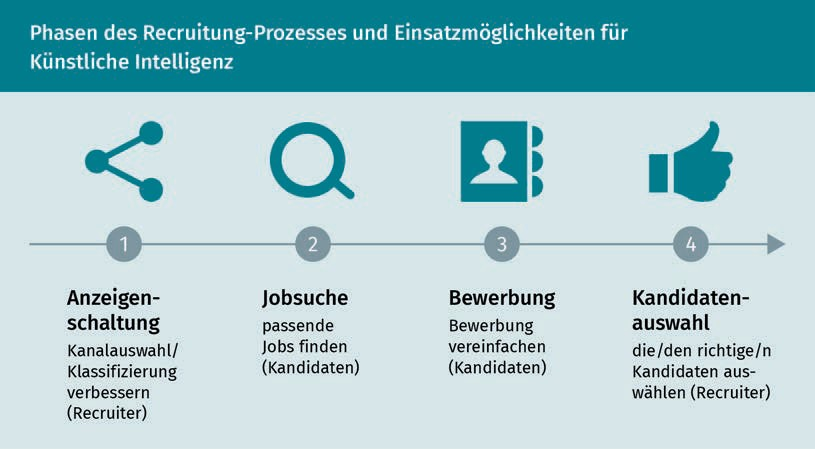 Phasen des Recruitung-Prozesses und Einsatzmöglichkeiten für
Künstliche Intelligenz
1
2
3
4
Anzeigen-
schaltung
Kanalauswahl/
Klassifizierung
verbessern
(Recruiter)
Jobsuche
passende
Jobs finden
(Kandidaten)
Bewerbung
Bewerbung
vereinfachen
(Kandidaten)
Kandidaten-
auswahl
die/den richtige/n
Kandidaten aus-
wählen (Recruiter)